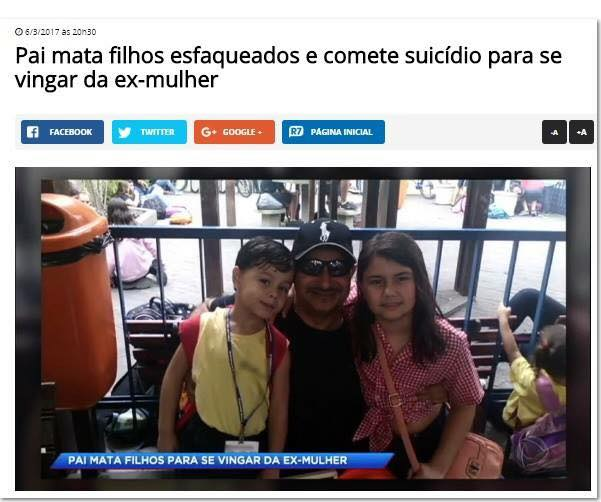 6/3/2017 às 20h30
Pai mata filhos esfaqueados e comete suicídio para se
vingar da ex-mulher
FACEBOOK
TWITTER
G+ GOOGLE +
R7 PÁGINA INICIAL
-A
+A
PAI MATA FILHOS PARA SE VINGAR DA EX-MULHER